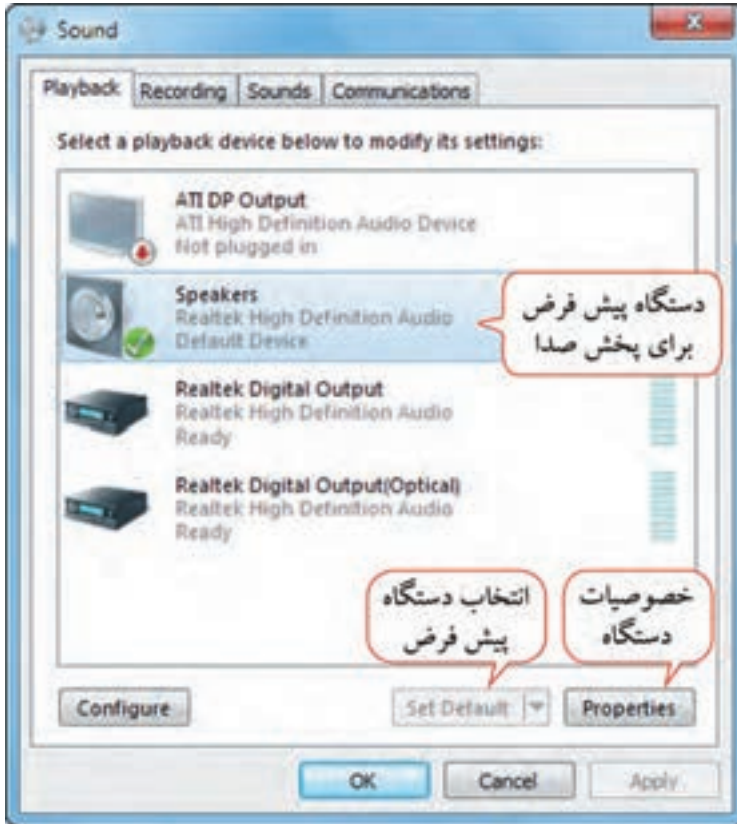 Sound
Playback Recording Sounds Communications
Select a playback device below to modify its settings:
ATI DP Output
ATI High Definition Audio Device
Not plugged in
Speakers
Realtek High Definition Audio
Default Device
دستگاه پیش فرض
برای پخش صدا
Realtek Digital Output
Realtek High Definition Audio
Ready
Realtek Digital Output(Optical)
Realtek High Definition Audio
Ready
انتخاب دستگاه
پیش فرض
خصوصیات
دستگاه
Configure Set Default Properties
OK Cancel Apply